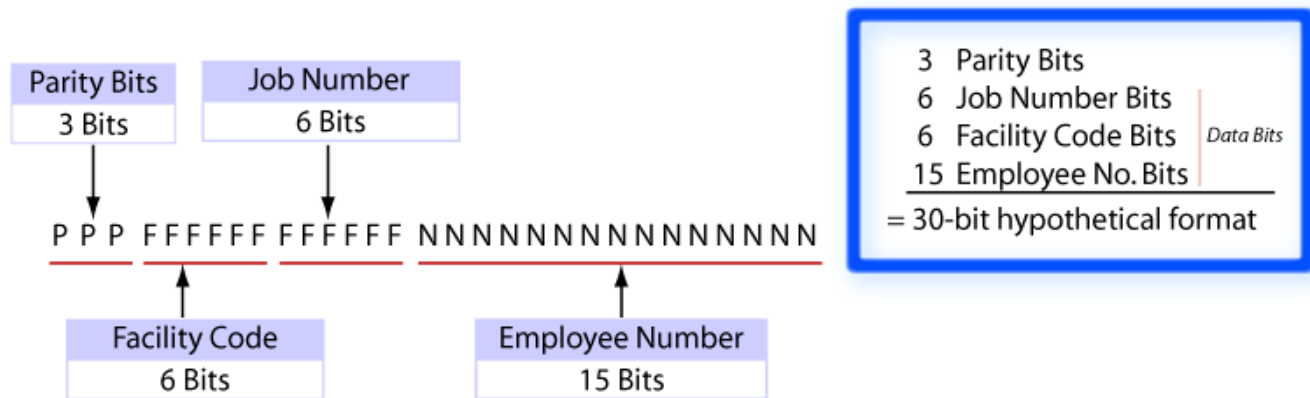 Parity Bits
3 Bits
Job Number
6 Bits
P P P F F F F F F F F F F F F N N N N N N N N N N N N N N N
Facility Code
6 Bits
Employee Number
15 Bits
3 Parity Bits
6 Job Number Bits
6 Facility Code Bits
Data Bits
15 Employee No. Bits
= 30-bit hypothetical format